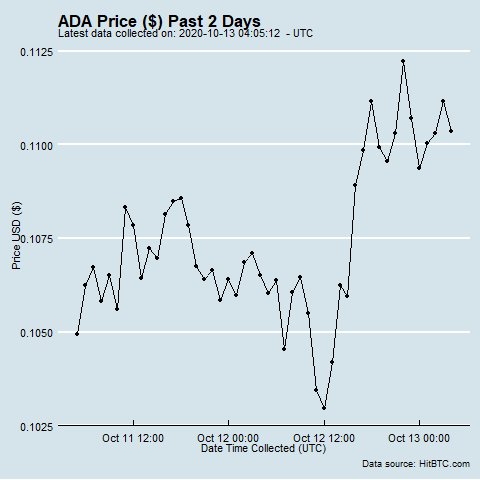 ADA Price ($) Past 2 Days
Latest data collected on: 2020-10-13 04:05:12 - UTC
0.1125
0.1100
0.1075
0.1050
0.1025
Price USD ($)
Oct 11 12:00 Oct 12 00:00 Oct 12 12:00 Oct 13 00:00
Date Time Collected (UTC)
Data source: HitBTC.com